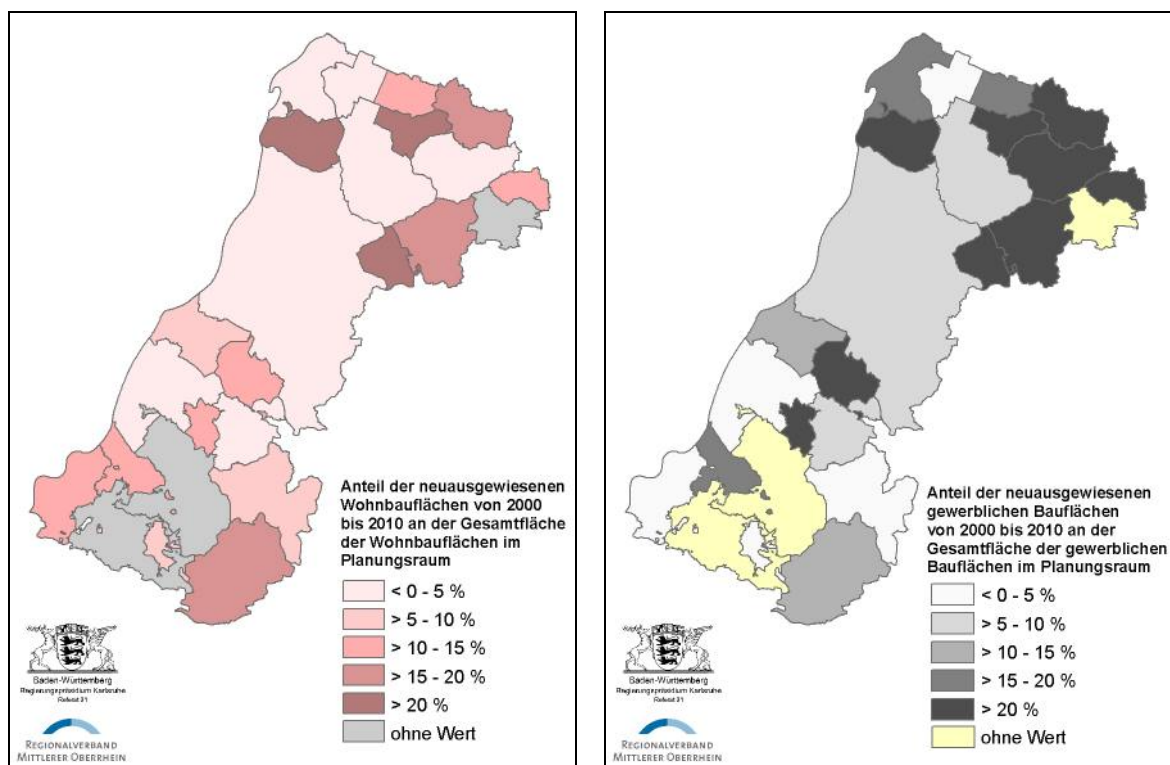 Anteil der neuausgewiesenen
Wohnbauflächen von 2000
bis 2010 an der Gesamtfläche
der Wohnbauflächen im
Planungsraum
< 0 - 5 %
> 5 - 10 %
> 10 - 15 %
> 15 - 20 %
> 20 %
ohne Wert
Baden-Württemberg
Regierungspräsidium Karlsruhe
Referat 21
REGIONALVERBAND
MITTLERER OBERRHEIN
Anteil der neuausgewiesenen
gewerblichen Bauflächen
von 2000 bis 2010 an der
Gesamtfläche der gewerblichen
Bauflächen im Planungsraum
< 0 - 5 %
> 5 - 10 %
> 10 - 15 %
> 15 - 20 %
> 20 %
ohne Wert
Baden-Württemberg
Regierungspräsidium Karlsruhe
Referat 21
REGIONALVERBAND
MITTLERER OBERRHEIN